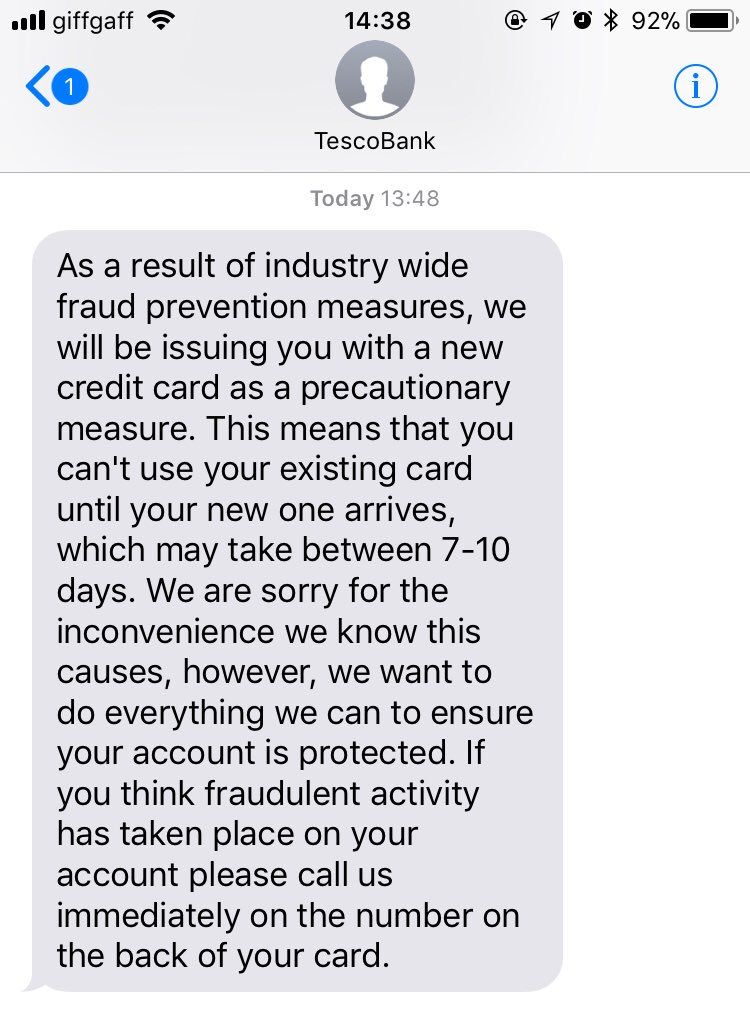 giffgaff 14:38 92%
1
TescoBank
Today 13:48
As a result of industry wide
fraud prevention measures, we
will be issuing you with a new
credit card as a precautionary
measure. This means that you
can't use your existing card
until your new one arrives,
which may take between 7-10
days. We are sorry for the
inconvenience we know this
causes, however, we want to
do everything we can to ensure
your account is protected. If
you think fraudulent activity
has taken place on your
account please call us
immediately on the number on
the back of your card.